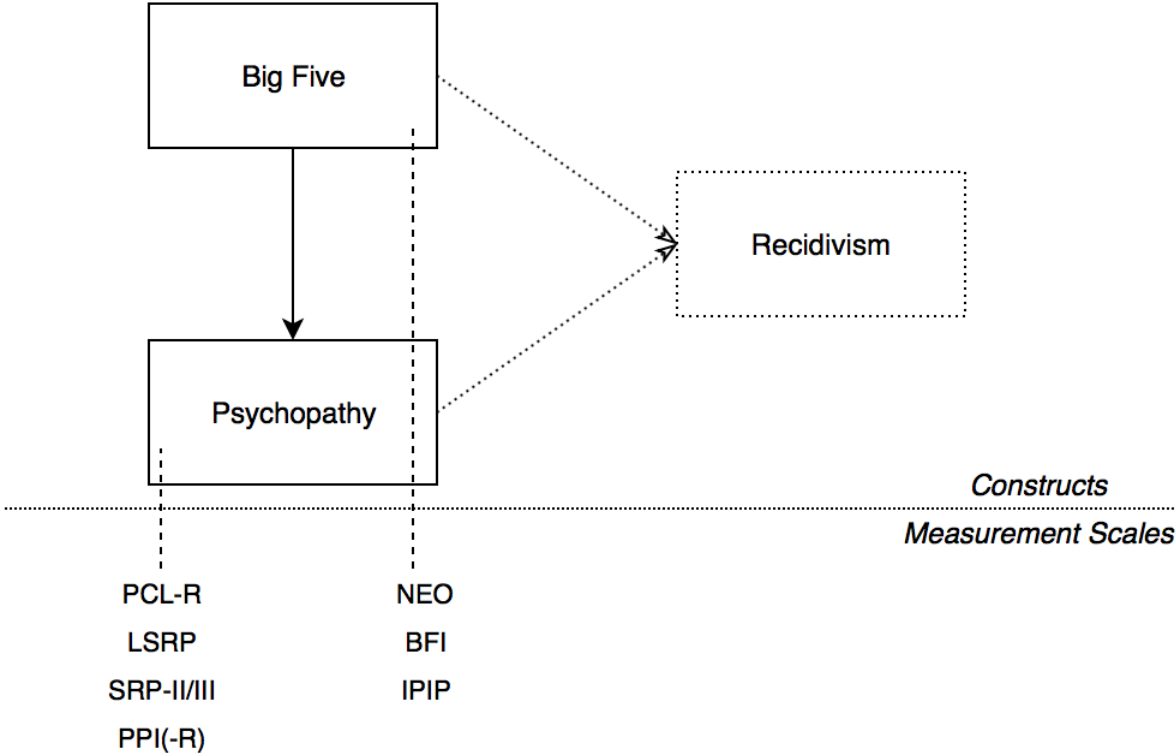 Big Five
Recidivism
Psychopathy
Constructs
Measurement Scales
PCL-R
NEO
LSRP
BFI
SRP-II/III
IPIP
PPI(-R)